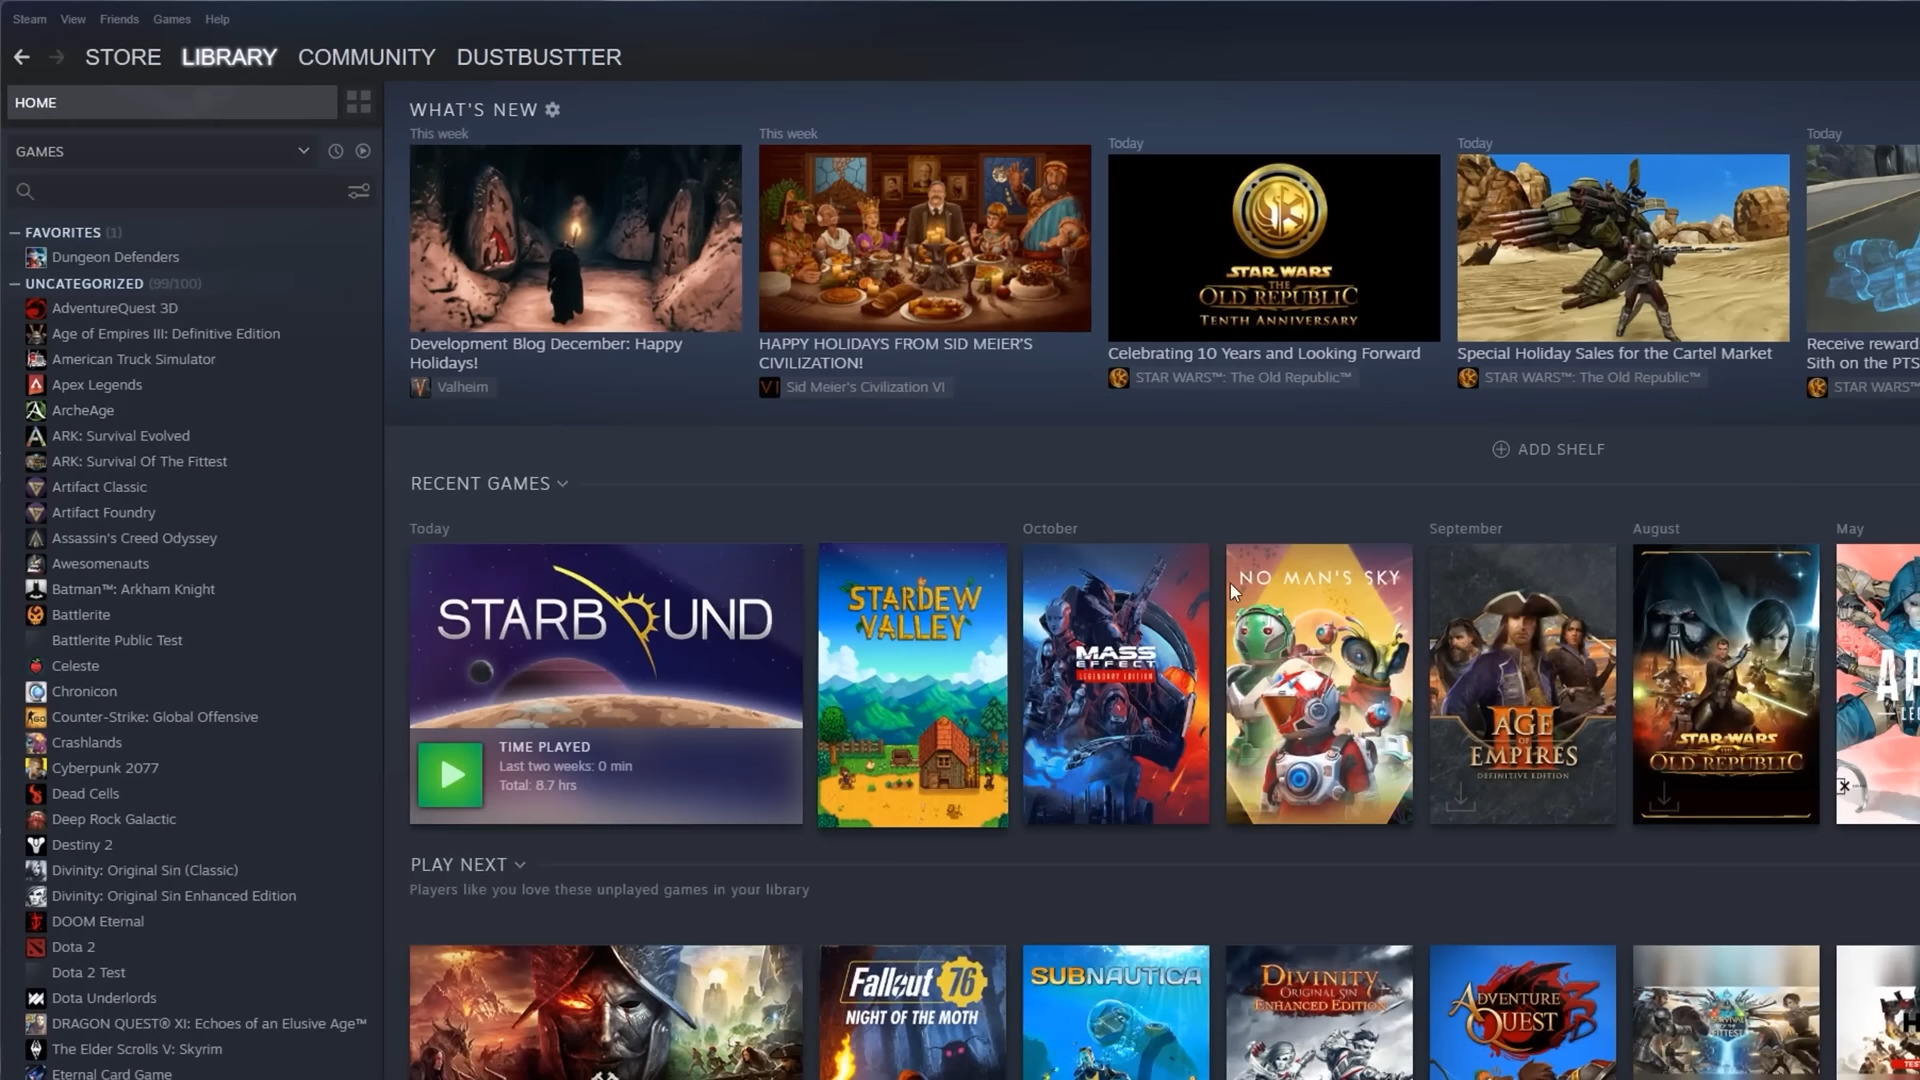 Steam View Friends Games Help
STORE LIBRARY COMMUNITY DUSTBUSTTER
HOME
GAMES
FAVORITES (1)
Dungeon Defenders
UNCATEGORIZED (99/100)
AdventureQuest 3D
Age of Empires III: Definitive Edition
American Truck Simulator
Apex Legends
ArcheAge
ARK: Survival Evolved
ARK: Survival Of The Fittest
Artifact Classic
Artifact Foundry
Assassin's Creed Odyssey
Awesomenauts
Batman™: Arkham Knight
Battlerite
Battlerite Public Test
Celeste
Chronicon
Counter-Strike: Global Offensive
Crashlands
Cyberpunk 2077
Dead Cells
Deep Rock Galactic
Destiny 2
Divinity: Original Sin (Classic)
Divinity: Original Sin Enhanced Edition
DOOM Eternal
Dota 2
Dota 2 Test
Dota Underlords
DRAGON QUEST® XI: Echoes of an Elusive Age™
The Elder Scrolls V: Skyrim
Eternal Card Game
WHAT'S NEW
This week
Development Blog December: Happy
Holidays!
Valheim
This week
HAPPY HOLIDAYS FROM SID MEIER'S
CIVILIZATION!
VI Sid Meier's Civilization VI
Today
STAR WARS
THE
OLD REPUBLIC
TENTH ANNIVERSARY
Celebrating 10 Years and Looking Forward
STAR WARS™: The Old Republic™
Today
Special Holiday Sales for the Cartel Market
STAR WARS™: The Old Republic™
Today
Receive rewards
Sith on the PTS
STAR WARS™
ADD SHELF
RECENT GAMES
Today
STARBOUND
TIME PLAYED
Last two weeks: 0 min
Total: 8.7 hrs
STARDEW
VALLEY
October
MASS
EFFECT
LEGENDARY EDITION
NO MAN'S SKY
September
AGE
OF
EMPIRES
III
DEFINITIVE EDITION
August
STAR WARS
THE
OLD REPUBLIC
May
PLAY NEXT
Players like you love these unplayed games in your library
Fallout 76
NIGHT OF THE MOTH
SUBNAUTICA
DIVINITY
ORIGINAL SIN
ENHANCED EDITION
ADVENTURE
QUEST 3D
SURVIVAL
OF THE
FITTEST